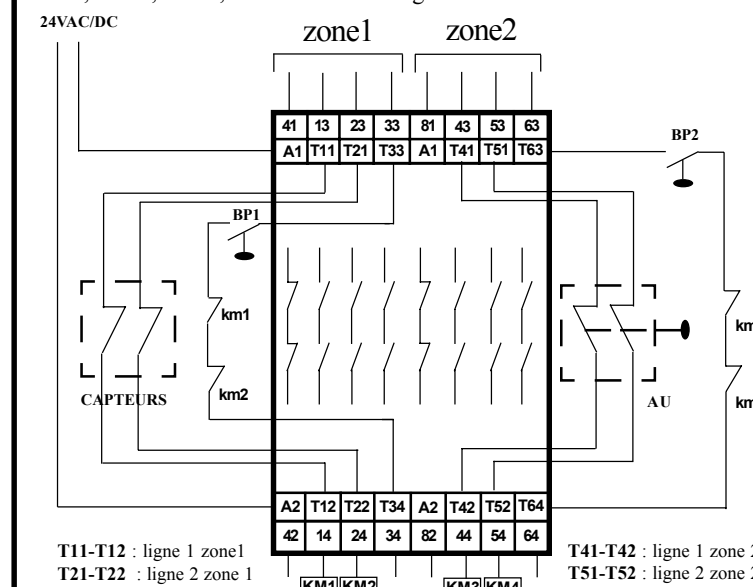 24VAC/DC
zone1 zone2
41 13 23 33 81 43 53 63
A1 T11 T21 T33 A1 T41 T51 T63
BP2
BP1
km1
km
km2
km
CAPTEURS
AU
A2 T12 T22 T34 A2 T42 T52 T64
42 14 24 34 82 44 54 64
T11-T12 : ligne 1 zone1
T41-T42 : ligne 1 zone 2
T21-T22 : ligne 2 zone 1
T51-T52 : ligne 2 zone 2
KM1 KM2 KM3 KM4